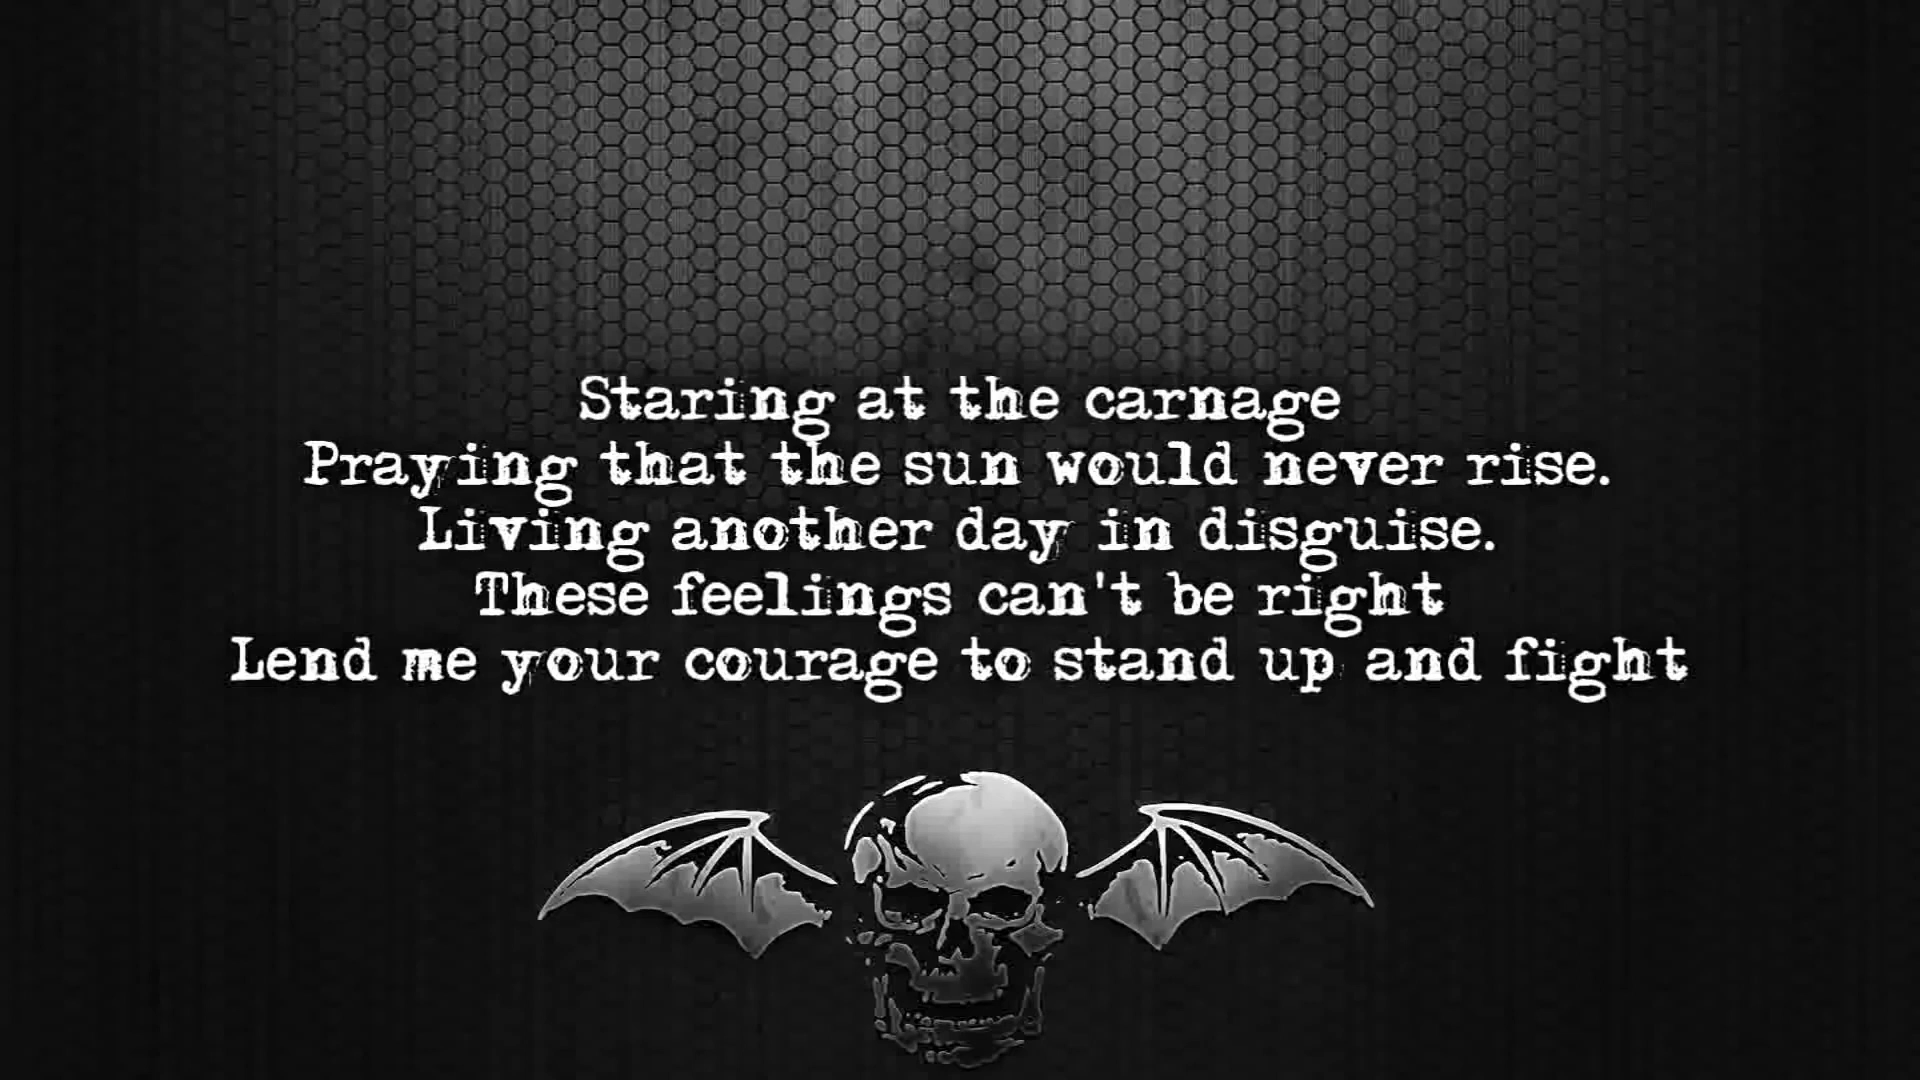 Staring at the carnage
Praying that the sun would never rise.
Living another day in disguise.
These feelings can't be right
Lend me your courage to stand up and fight